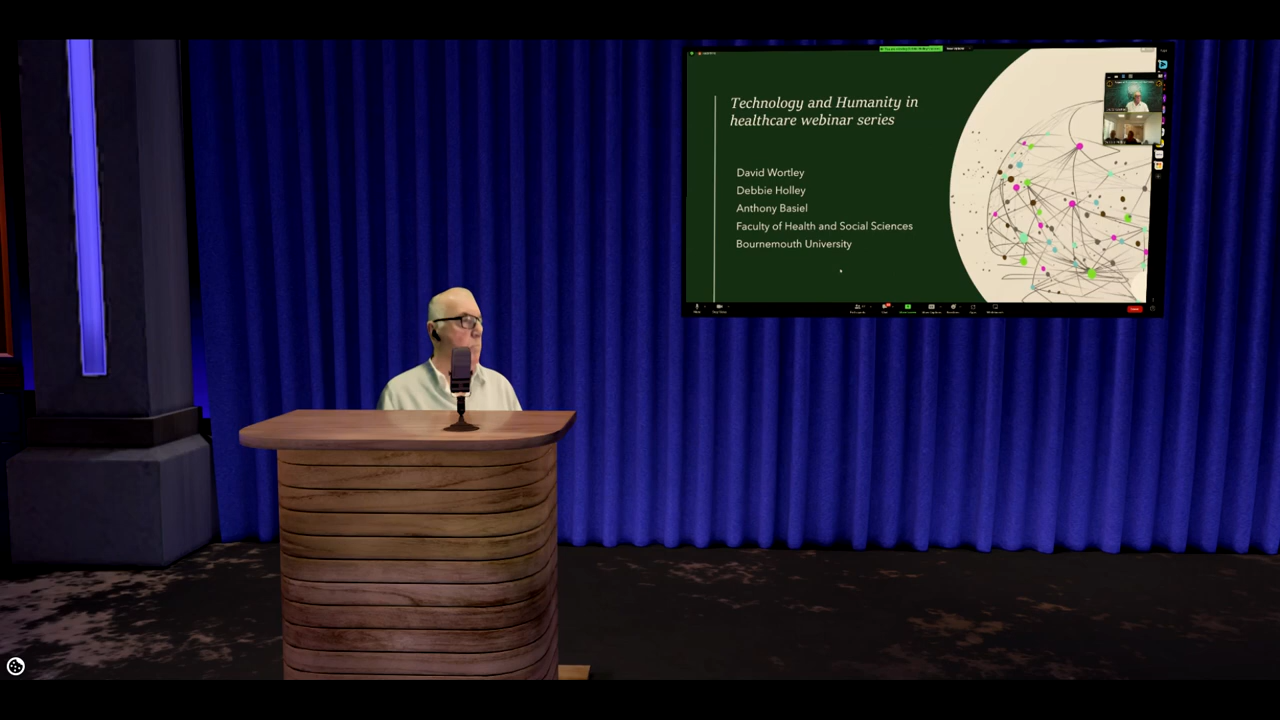 Technology and Humanity in
healthcare webinar series
David Wortley
Debbie Holley
Anthony Basiel
Faculty of Health and Social Sciences
Bournemouth University